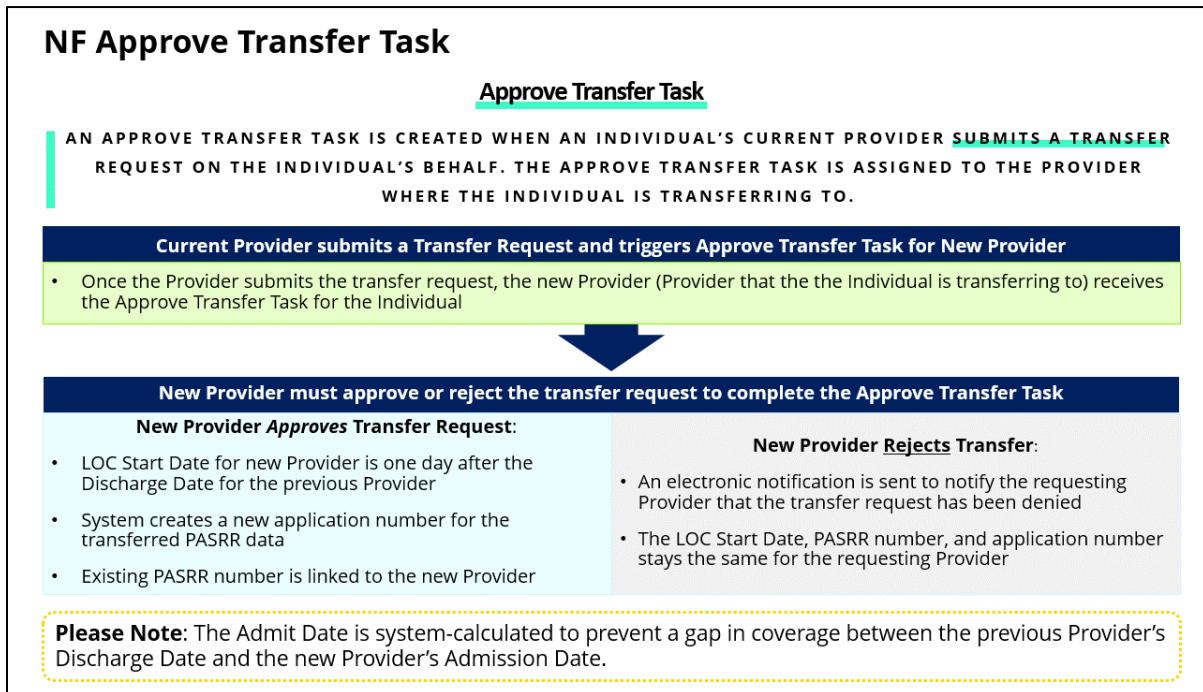 NF Approve Transfer Task
Approve Transfer Task
AN APPROVE TRANSFER TASK IS CREATED WHEN AN INDIVIDUAL'S CURRENT PROVIDER SUBMITS A TRANSFER
REQUEST ON THE INDIVIDUAL'S BEHALF. THE APPROVE TRANSFER TASK IS ASSIGNED TO THE PROVIDER
WHERE THE INDIVIDUAL IS TRANSFERRING TO.
Current Provider submits a Transfer Request and triggers Approve Transfer Task for New Provider
• Once the Provider submits the transfer request, the new Provider (Provider that the the Individual is transferring to) receives
the Approve Transfer Task for the Individual
New Provider must approve or reject the transfer request to complete the Approve Transfer Task
New Provider Approves Transfer Request:
• LOC Start Date for new Provider is one day after the
Discharge Date for the previous Provider
• System creates a new application number for the
transferred PASRR data
• Existing PASRR number is linked to the new Provider
New Provider Rejects Transfer:
• An electronic notification is sent to notify the requesting
Provider that the transfer request has been denied
• The LOC Start Date, PASRR number, and application number
stays the same for the requesting Provider
Please Note: The Admit Date is system-calculated to prevent a gap in coverage between the previous Provider's
Discharge Date and the new Provider's Admission Date.